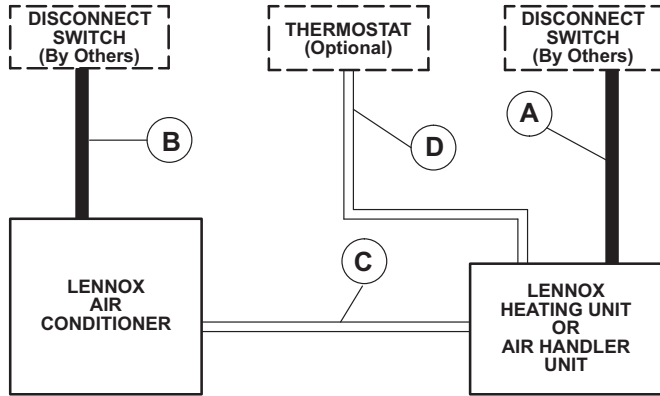 DISCONNECT
SWITCH
(By Others)
THERMOSTAT
(Optional)
DISCONNECT
SWITCH
(By Others)
B
D
A
C
LENNOX
AIR
CONDITIONER
LENNOX
HEATING UNIT
OR
AIR HANDLER
UNIT